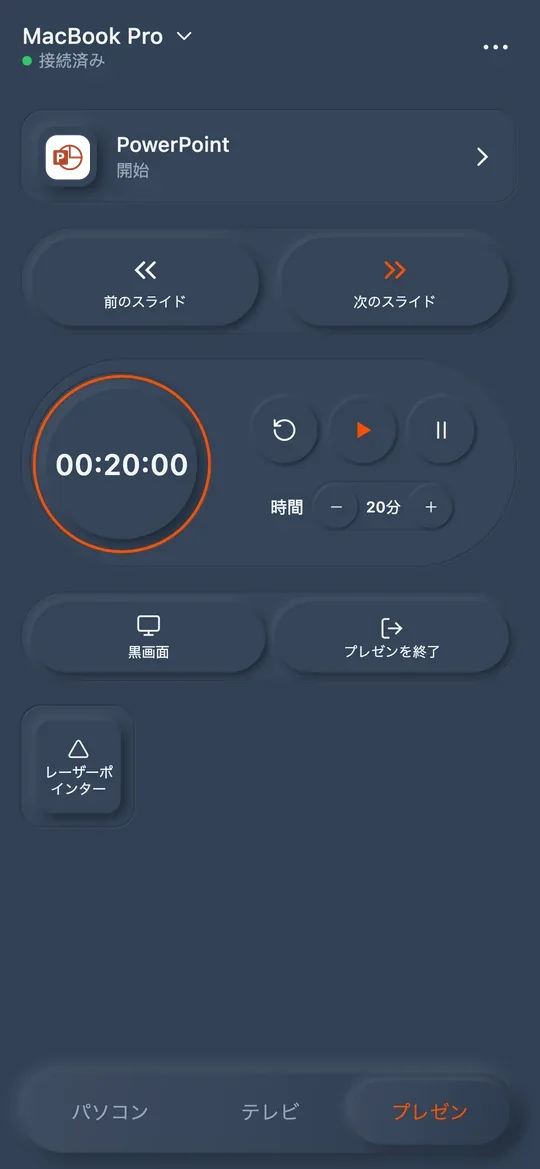 MacBook Pro
接続済み
P
PowerPoint
開始
前のスライド
次のスライド
00:20:00
時間
20分
黒画面
プレゼンを終了
レーザーポ
インター
パソコン
テレビ
プレゼン